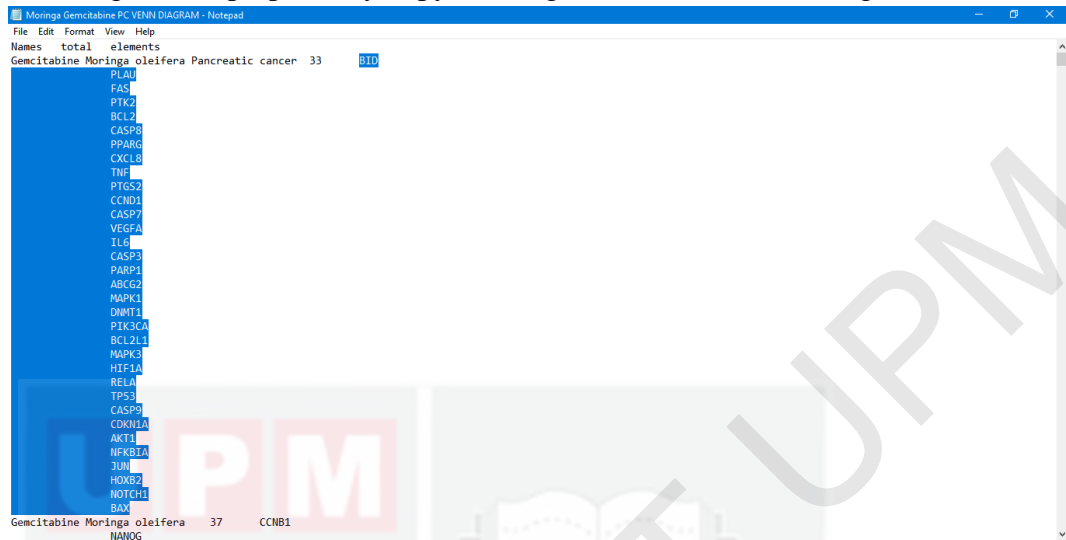 Moringa Gemcitabine PC VENN DIAGRAM - Notepad
File Edit Format View Help
Names total elements
Gemcitabine Moringa oleifera Pancreatic cancer 33 BID
PLAU
FAS
PTK2
BCL2
CASP8
PPARG
CXCL8
TNF
PTGS2
CCND1
CASP7
VEGFA
IL6
CASP3
PARP1
ABCG2
MAPK1
DNMT1
PIK3CA
BCL2L1
MAPK3
HIF1A
RELA
TP53
CASP9
CDKN1A
AKT1
NFKBIA
JUN
HOXB2
NOTCH1
BAX
Gemcitabine Moringa oleifera 37 CCNB1
NANOG
UPM
UPM